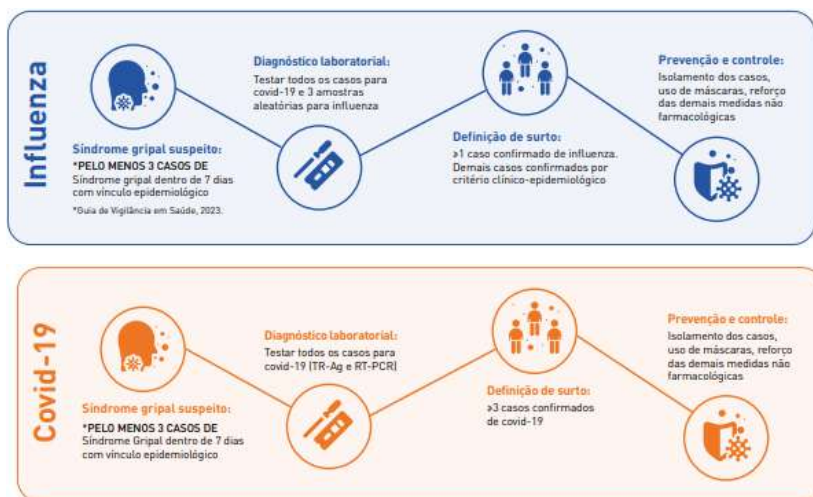 Influenza
Síndrome gripal suspeito:
*PELO MENOS 3 CASOS DE
Síndrome gripal dentro de 7 dias
com vínculo epidemiológico
*Guia de Vigilância em Saúde, 2023.
Diagnóstico laboratorial:
Testar todos os casos para
covid-19 e 3 amostras
aleatórias para influenza
Definição de surto:
≥1 caso confirmado de influenza.
Demais casos confirmados por
critério clínico-epidemiológico
Prevenção e controle:
Isolamento dos casos,
uso de máscaras, reforço
das demais medidas não
farmacológicas
Covid-19
Síndrome gripal suspeito:
*PELO MENOS 3 CASOS DE
Síndrome Gripal dentro de 7 dias
com vínculo epidemiológico
Diagnóstico laboratorial:
Testar todos os casos para
covid-19 (TR-Ag e RT-PCR)
Definição de surto:
≥3 casos confirmados
de covid-19
Prevenção e controle:
Isolamento dos casos,
uso de máscaras, reforço
das demais medidas não
farmacológicas